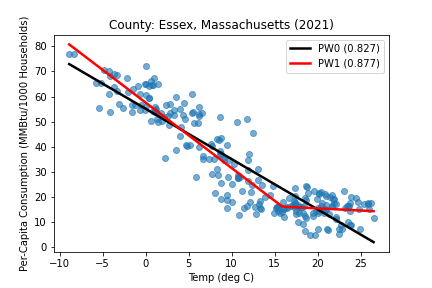 County: Essex, Massachusetts (2021)
PW0 (0.827)
PW1 (0.877)
Per-Capita Consumption (MMBtu/1000 Households)
80
70
60
50
40
30
20
10
0
−10 −5 0 5 10 15 20 25
Temp (deg C)